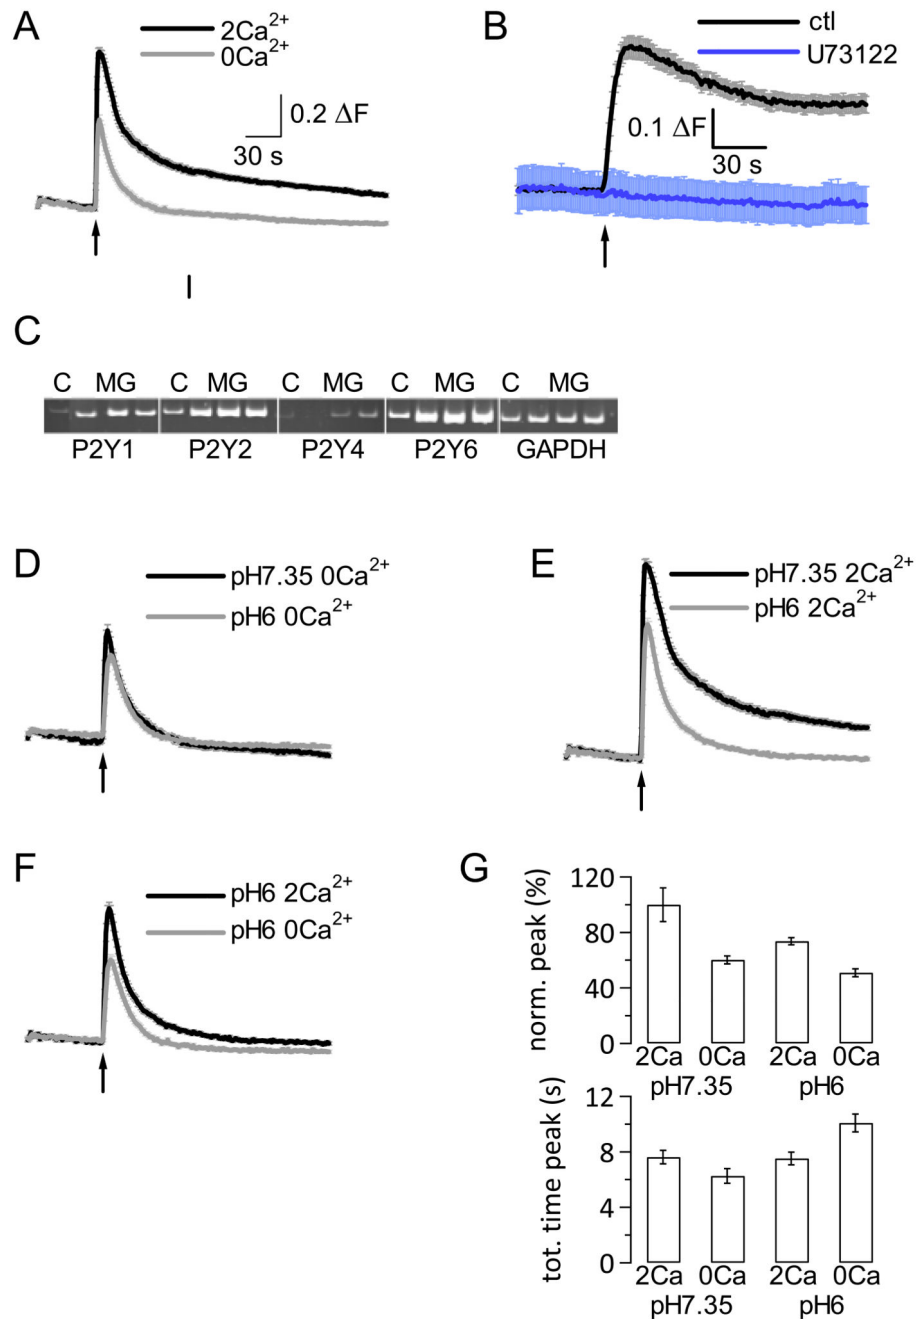 A
2Ca²⁺
0Ca²⁺
0.2 ΔF
30 s
B
ctl
U73122
0.1 ΔF
30 s
C
C MG C MG C MG C MG C MG
P2Y1 P2Y2 P2Y4 P2Y6 GAPDH
D
pH7.35 0Ca²⁺
pH6 0Ca²⁺
E
pH7.35 2Ca²⁺
pH6 2Ca²⁺
F
pH6 2Ca²⁺
pH6 0Ca²⁺
G
norm. peak (%)
120
80
40
0
2Ca 0Ca 2Ca 0Ca
pH7.35 pH6
tot. time peak (s)
12
8
4
0
2Ca 0Ca 2Ca 0Ca
pH7.35 pH6